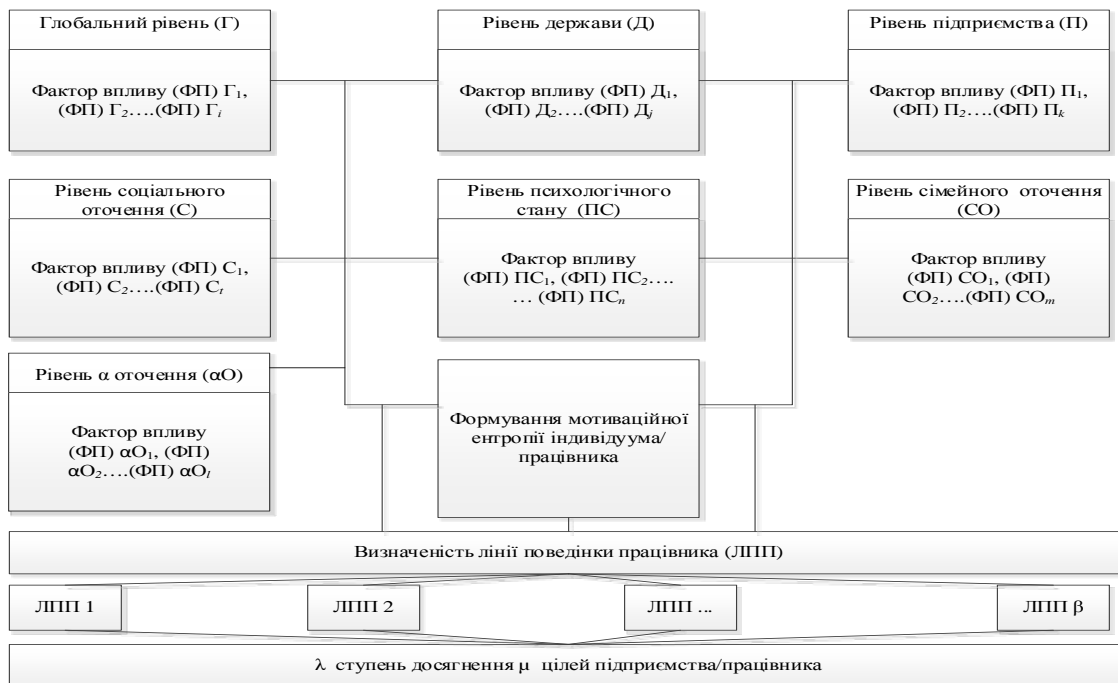 Глобальний рівень (Г)
Фактор впливу (ФП) Г₁,
(ФП) Г₂….(ФП) Гᵢ
Рівень держави (Д)
Фактор впливу (ФП) Д₁,
(ФП) Д₂….(ФП) Дⱼ
Рівень підприємства (П)
Фактор впливу (ФП) П₁,
(ФП) П₂….(ФП) Пₖ
Рівень соціального
оточення (С)
Фактор впливу (ФП) С₁,
(ФП) С₂….(ФП) Сₜ
Рівень психологічного
стану (ПС)
Фактор впливу
(ФП) ПС₁, (ФП) ПС₂….
… (ФП) ПСₙ
Рівень сімейного оточення
(СО)
Фактор впливу
(ФП) СО₁, (ФП)
СО₂….(ФП) СОₘ
Рівень α оточення (αО)
Фактор впливу
(ФП) αО₁, (ФП)
αО₂….(ФП) αОₗ
Формування мотиваційної
ентропії індивідуума/
працівника
Визначеність лінії поведінки працівника (ЛПП)
ЛПП 1
ЛПП 2
ЛПП ...
ЛПП β
λ ступень досягнення μ цілей підприємства/працівника